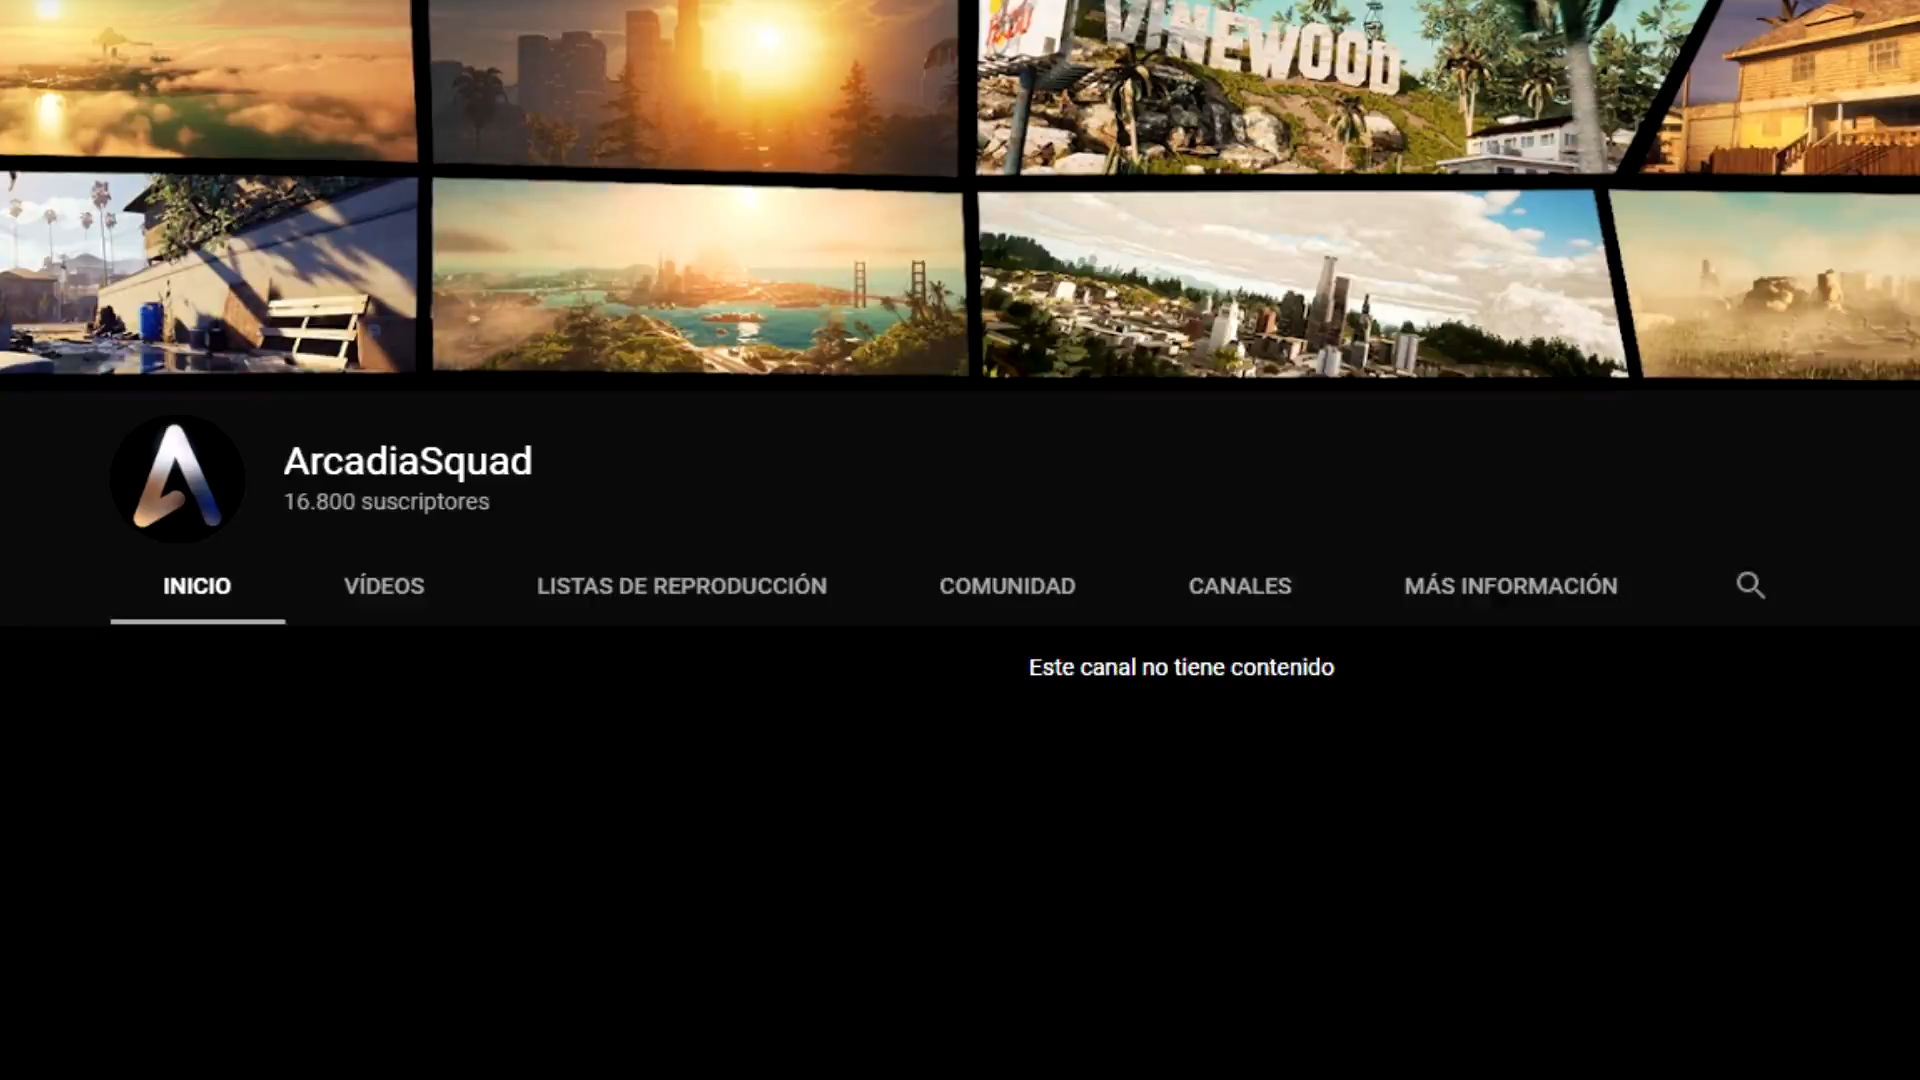 VINEWOOD
ArcadiaSquad
16.800 suscriptores
INICIO
VÍDEOS
LISTAS DE REPRODUCCIÓN
COMUNIDAD
CANALES
MÁS INFORMACIÓN
Este canal no tiene contenido